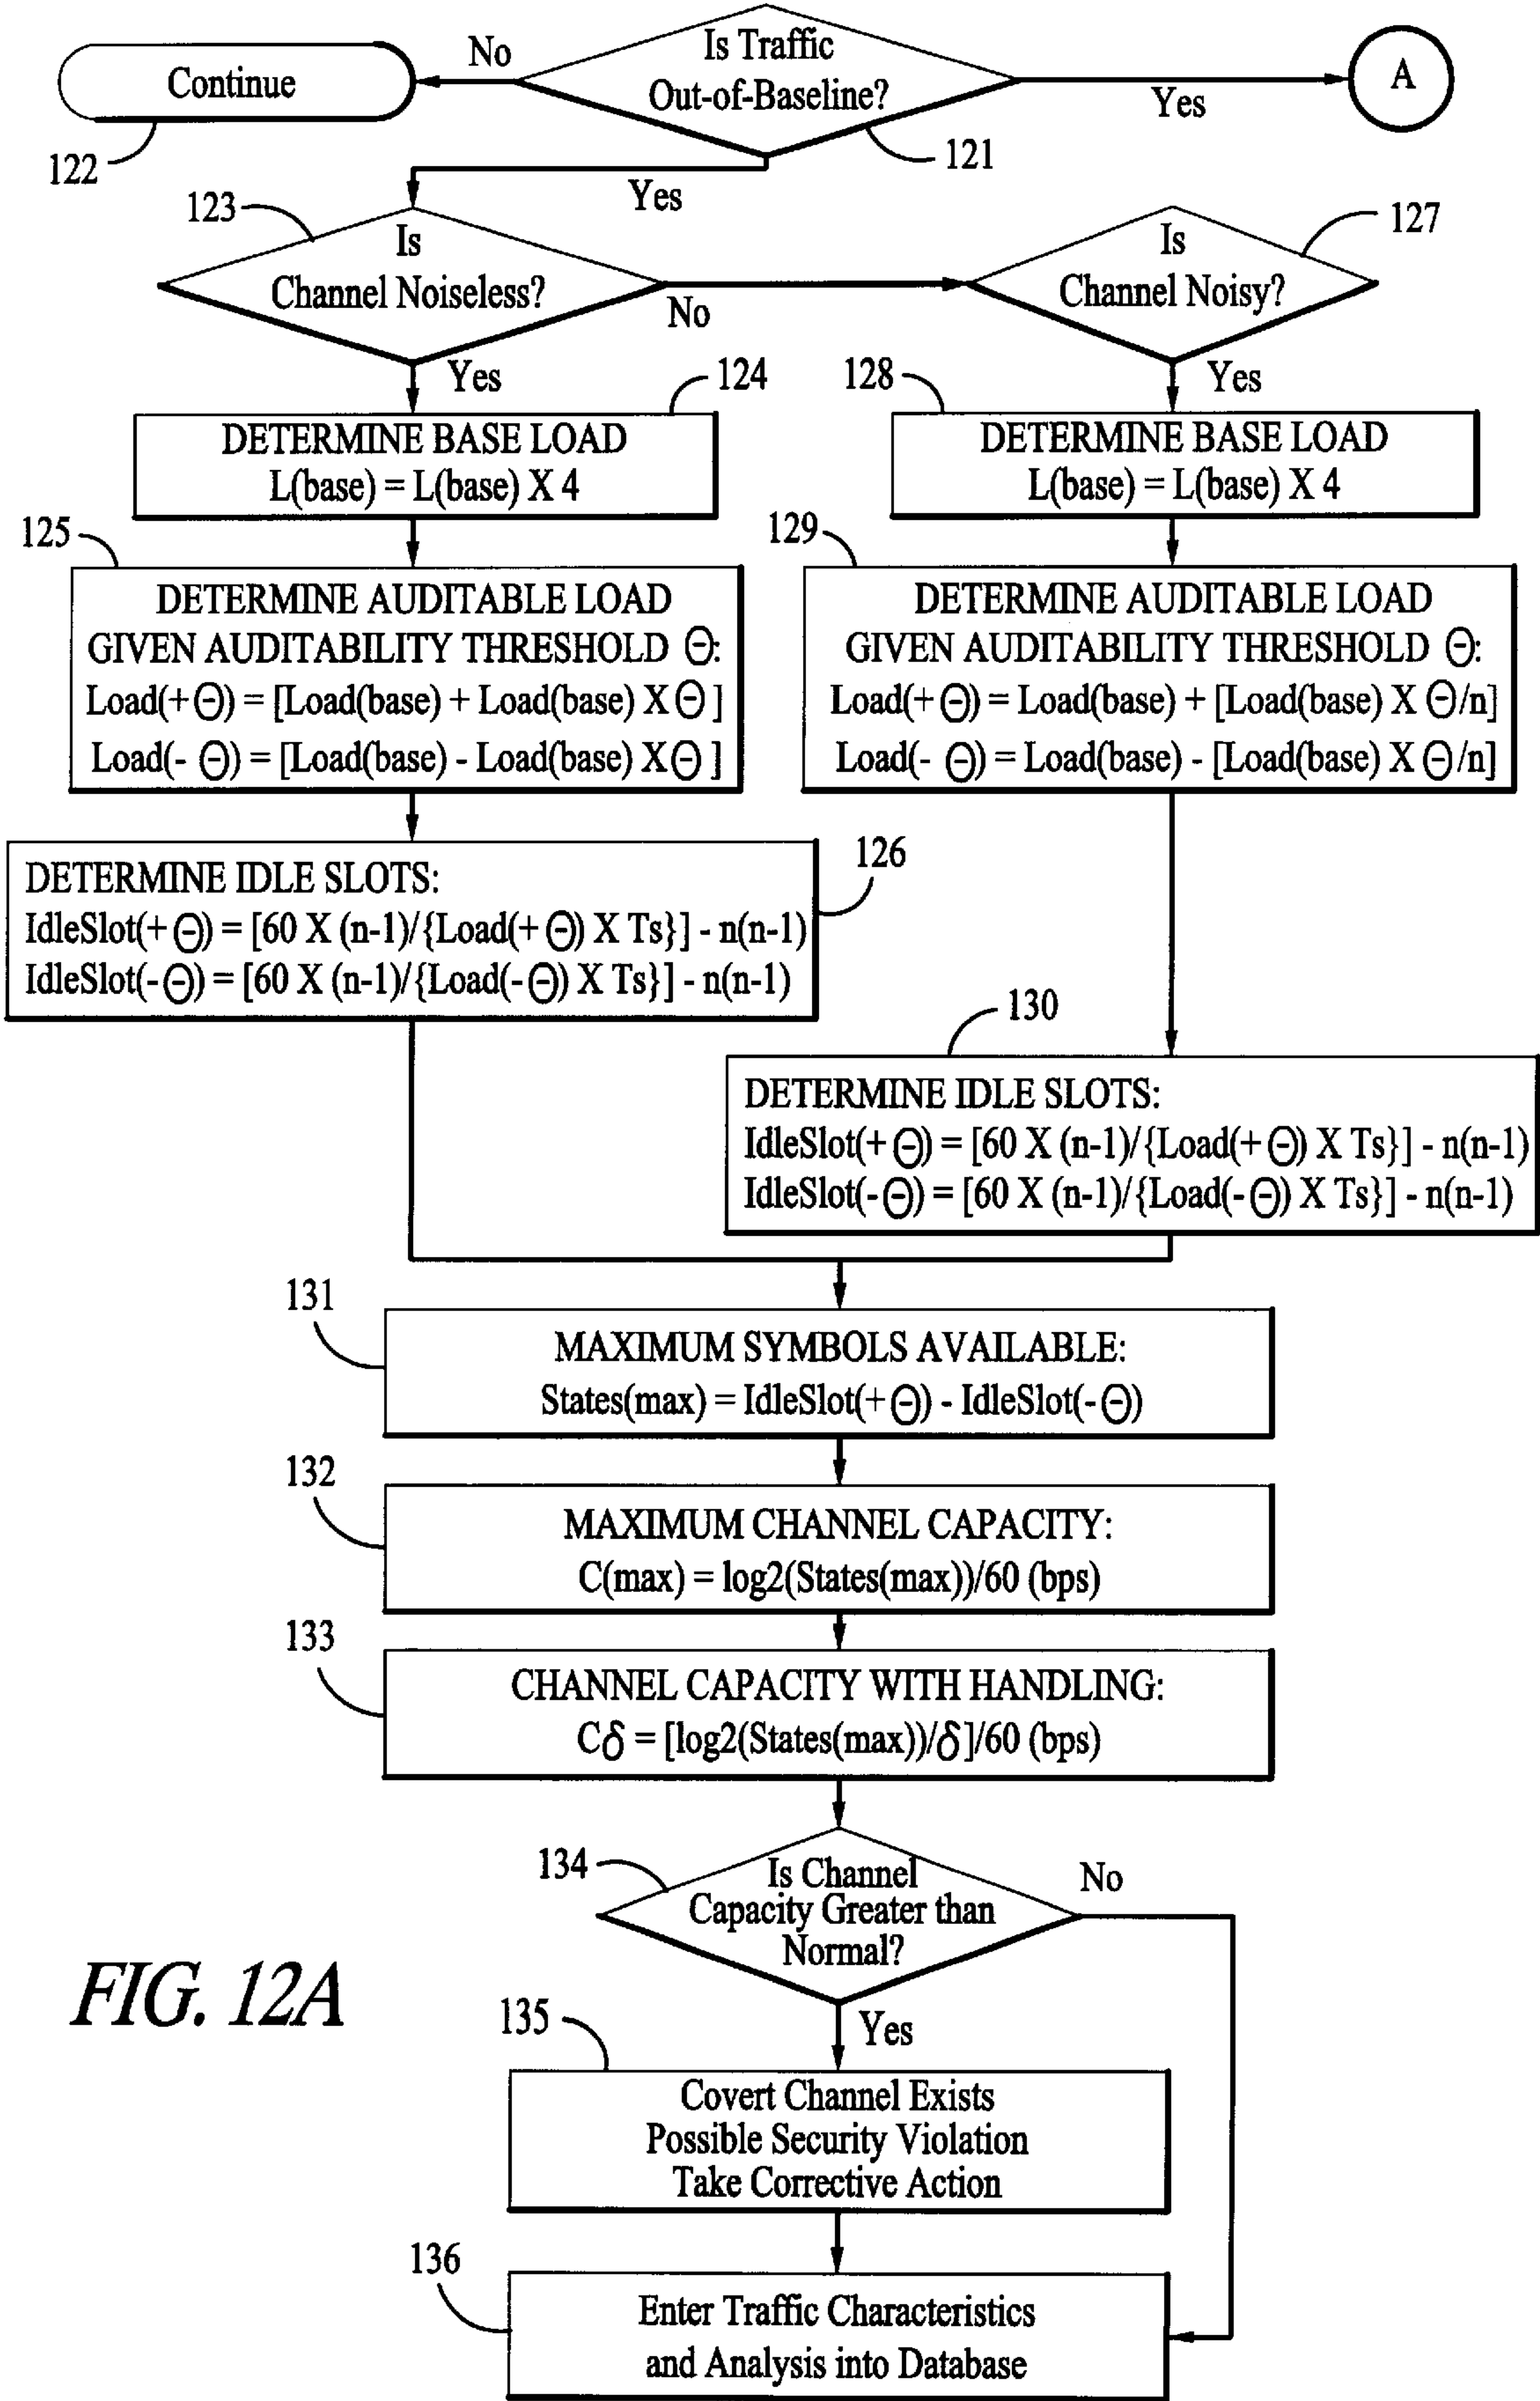 No
Is Traffic
Out-of-Baseline?
Continue
A
Yes
122
121
Yes
123
Is
Channel Noiseless?
No
Is
Channel Noisy?
127
Yes
124
128
Yes
DETERMINE BASE LOAD
L(base) = L(base) X 4
DETERMINE BASE LOAD
L(base) = L(base) X 4
125
DETERMINE AUDITABLE LOAD
GIVEN AUDITABILITY THRESHOLD Θ:
Load(+Θ) = [Load(base) + Load(base) XΘ ]
Load(- Θ) = [Load(base) - Load(base) XΘ ]
129
DETERMINE AUDITABLE LOAD
GIVEN AUDITABILITY THRESHOLD Θ:
Load(+Θ) = Load(base) + [Load(base) X Θ/n]
Load(- Θ) = Load(base) - [Load(base) X Θ/n]
126
DETERMINE IDLE SLOTS:
IdleSlot(+Θ) = [60 X (n-1)/{Load(+Θ) X Ts}] - n(n-1)
IdleSlot(-Θ) = [60 X (n-1)/{Load(-Θ) X Ts}] - n(n-1)
130
DETERMINE IDLE SLOTS:
IdleSlot(+Θ) = [60 X (n-1)/{Load(+Θ) X Ts}] - n(n-1)
IdleSlot(-Θ) = [60 X (n-1)/{Load(-Θ) X Ts}] - n(n-1)
131
MAXIMUM SYMBOLS AVAILABLE:
States(max) = IdleSlot(+Θ) - IdleSlot(-Θ)
132
MAXIMUM CHANNEL CAPACITY:
C(max) = log2(States(max))/60 (bps)
133
CHANNEL CAPACITY WITH HANDLING:
Cδ = [log2(States(max))/δ]/60 (bps)
134
Is Channel
Capacity Greater than
Normal?
No
FIG. 12A
Yes
135
Covert Channel Exists
Possible Security Violation
Take Corrective Action
136
Enter Traffic Characteristics
and Analysis into Database